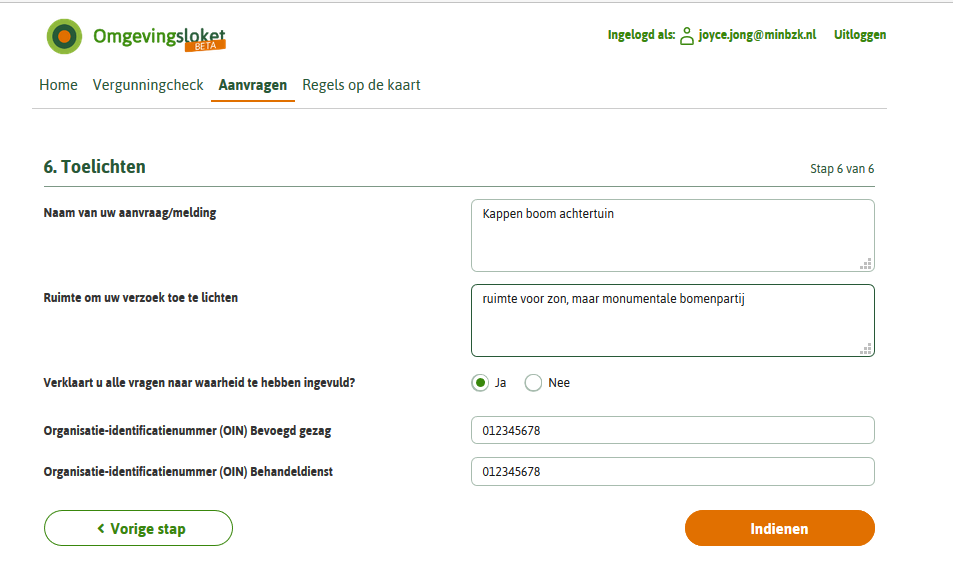 Omgevingsloket
BETA
Ingelogd als: joyce.jong@minbzk.nl Uitloggen
Home Vergunningcheck Aanvragen Regels op de kaart
6. Toelichten Stap 6 van 6
Naam van uw aanvraag/melding Kappen boom achtertuin
Ruimte om uw verzoek toe te lichten ruimte voor zon, maar monumentale bomenpartij
Verklaart u alle vragen naar waarheid te hebben ingevuld? Ja Nee
Organisatie-identificatienummer (OIN) Bevoegd gezag 012345678
Organisatie-identificatienummer (OIN) Behandeldienst 012345678
Vorige stap Indienen